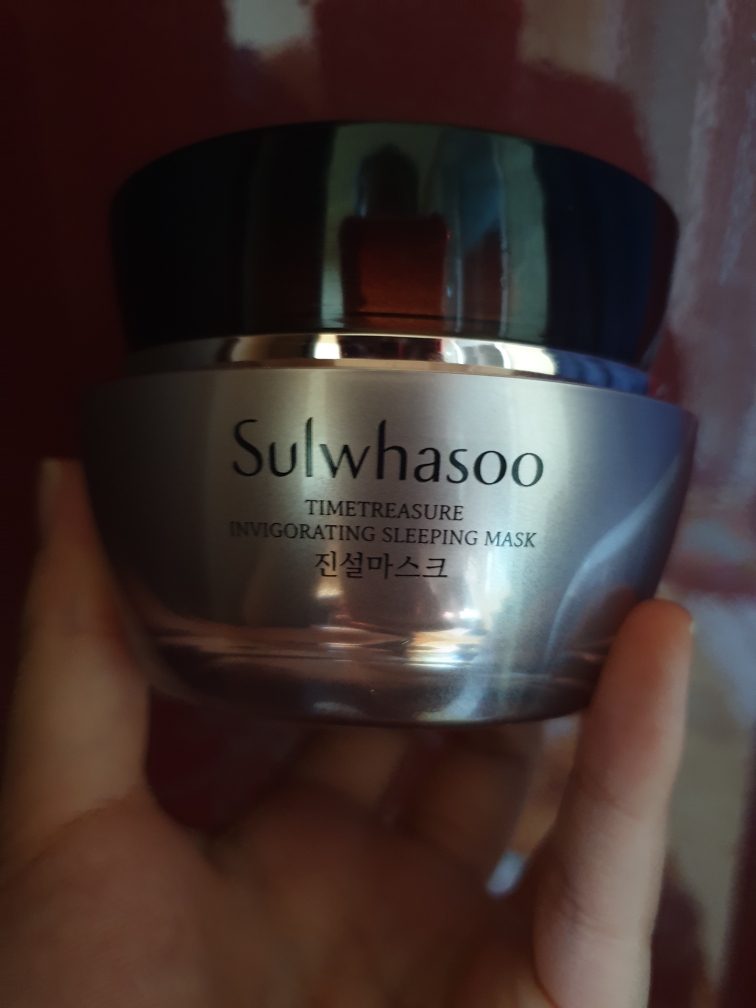 Sulwhasoo
TIMETREASURE
INVIGORATING SLEEPING MASK
진설마스크